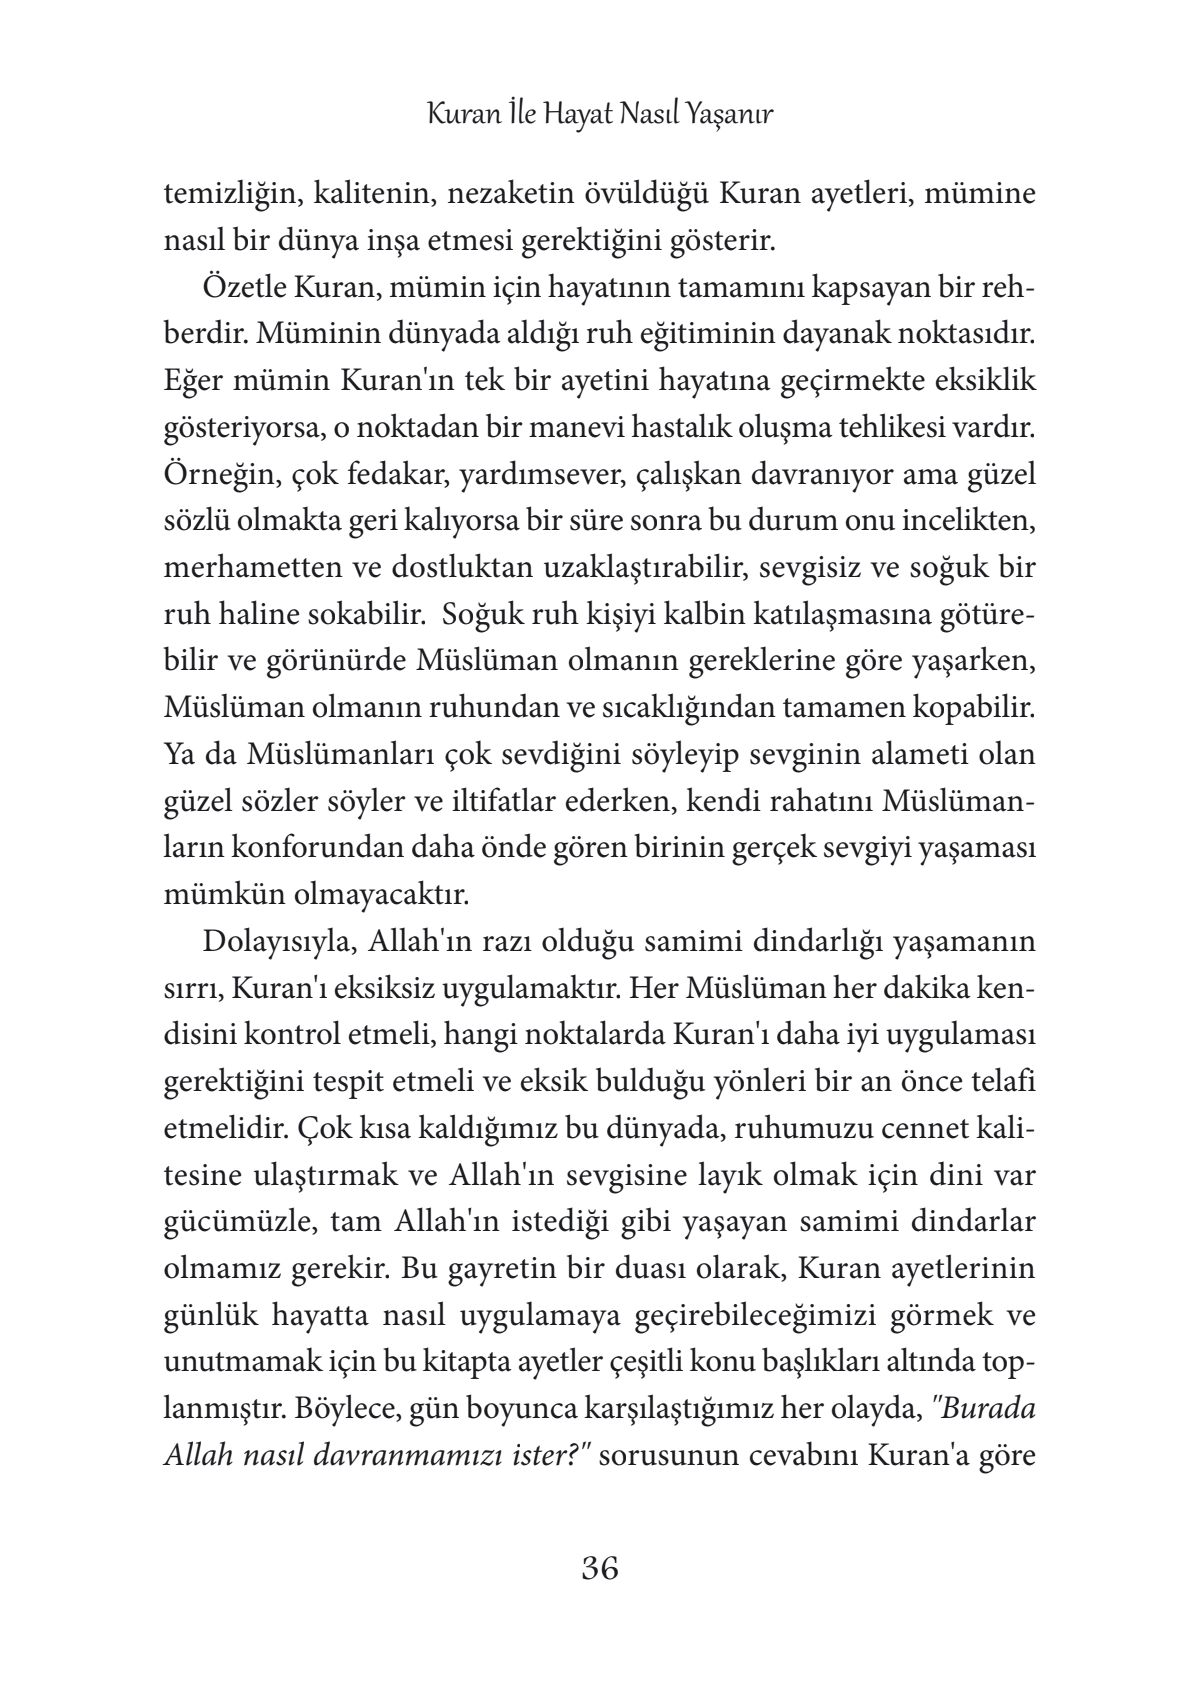 Kuran İle Hayat Nasıl Yaşanır
temizliğin, kalitenin, nezaketin övüldüğü Kuran ayetleri, mümine
nasıl bir dünya inşa etmesi gerektiğini gösterir.
Özetle Kuran, mümin için hayatının tamamını kapsayan bir reh-
berdir. Müminin dünyada aldığı ruh eğitiminin dayanak noktasıdır.
Eğer mümin Kuran'ın tek bir ayetini hayatına geçirmekte eksiklik
gösteriyorsa, o noktadan bir manevi hastalık oluşma tehlikesi vardır.
Örneğin, çok fedakar, yardımsever, çalışkan davranıyor ama güzel
sözlü olmakta geri kalıyorsa bir süre sonra bu durum onu incelikten,
merhametten ve dostluktan uzaklaştırabilir, sevgisiz ve soğuk bir
ruh haline sokabilir.  Soğuk ruh kişiyi kalbin katılaşmasına götüre-
bilir ve görünürde Müslüman olmanın gereklerine göre yaşarken,
Müslüman olmanın ruhundan ve sıcaklığından tamamen kopabilir.
Ya da Müslümanları çok sevdiğini söyleyip sevginin alameti olan
güzel sözler söyler ve iltifatlar ederken, kendi rahatını Müslüman-
ların konforundan daha önde gören birinin gerçek sevgiyi yaşaması
mümkün olmayacaktır.
Dolayısıyla, Allah'ın razı olduğu samimi dindarlığı yaşamanın
sırrı, Kuran'ı eksiksiz uygulamaktır. Her Müslüman her dakika ken-
disini kontrol etmeli, hangi noktalarda Kuran'ı daha iyi uygulaması
gerektiğini tespit etmeli ve eksik bulduğu yönleri bir an önce telafi
etmelidir. Çok kısa kaldığımız bu dünyada, ruhumuzu cennet kali-
tesine ulaştırmak ve Allah'ın sevgisine layık olmak için dini var
gücümüzle, tam Allah'ın istediği gibi yaşayan samimi dindarlar
olmamız gerekir. Bu gayretin bir duası olarak, Kuran ayetlerinin
günlük hayatta nasıl uygulamaya geçirebileceğimizi görmek ve
unutmamak için bu kitapta ayetler çeşitli konu başlıkları altında top-
lanmıştır. Böylece, gün boyunca karşılaştığımız her olayda, "Burada
Allah nasıl davranmamızı ister?" sorusunun cevabını Kuran'a göre
36